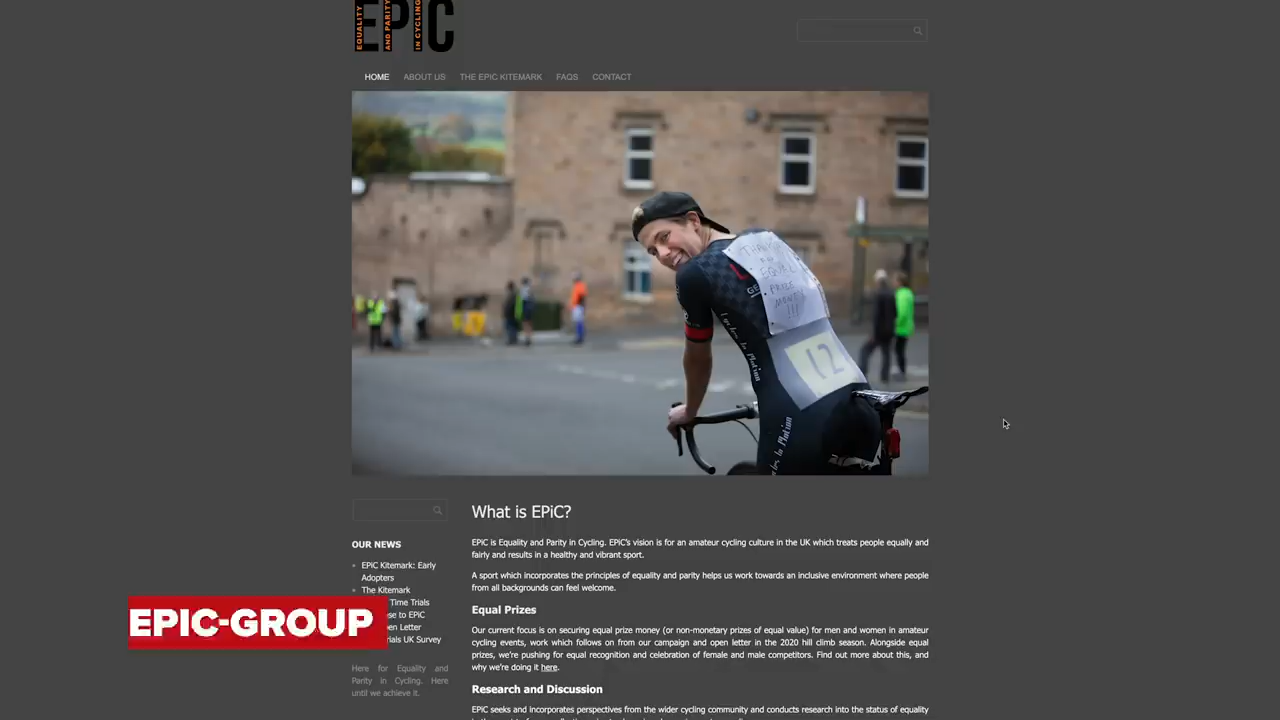 EQUALITY
AND PARITY
IN CYCLING
EPiC
HOME ABOUT US THE EPIC KITEMARK FAQS CONTACT
EQUAL
PRIZE
MONEY
!!!
12
What is EPiC?
EPiC is Equality and Parity in Cycling. EPiC's vision is for an amateur cycling culture in the UK which treats people equally and
fairly and results in a healthy and vibrant sport.
A sport which incorporates the principles of equality and parity helps us work towards an inclusive environment where people
from all backgrounds can feel welcome.
Equal Prizes
Our current focus is on securing equal prize money (or non-monetary prizes of equal value) for men and women in amateur
cycling events, work which follows on from our campaign and open letter in the 2020 hill climb season. Alongside equal
prizes, we're pushing for equal recognition and celebration of female and male competitors. Find out more about this, and
why we're doing it here.
Research and Discussion
EPiC seeks and incorporates perspectives from the wider cycling community and conducts research into the status of equality
OUR NEWS
EPiC Kitemark: Early
Adopters
The Kitemark
Time Trials
se to EPiC
en Letter
rials UK Survey
EPIC-GROUP
Here for Equality and
Parity in Cycling. Here
until we achieve it.